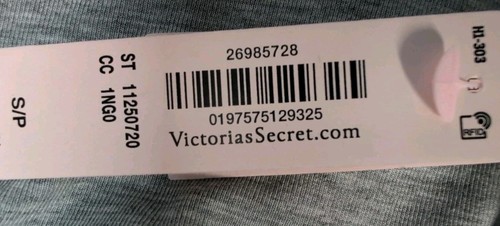 S/P
ST 11250720
CC 1NG0
26985728
0197575129325
VictoriasSecret.com
H1-303
RFID